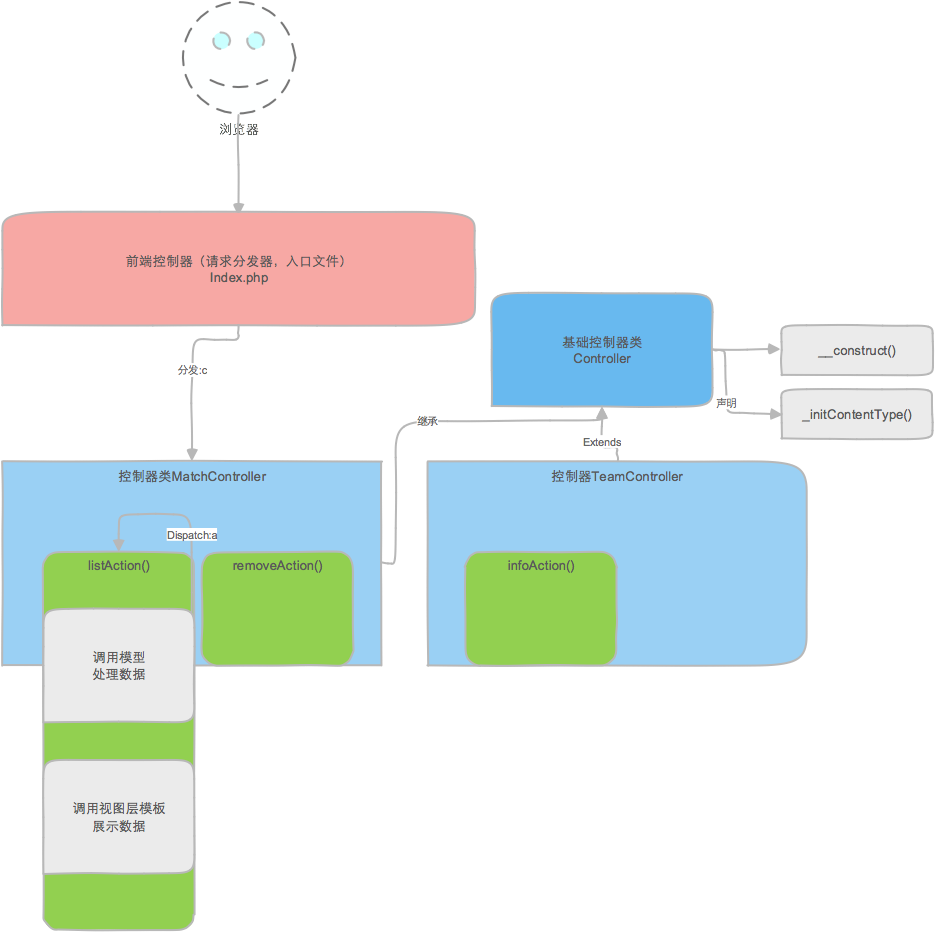 浏览器
前端控制器（请求分发器，入口文件）
Index.php
分发:c
基础控制器类
Controller
__construct()
声明
_initContentType()
继承
Extends
控制器类MatchController
控制器TeamController
Dispatch:a
listAction()
removeAction()
infoAction()
调用模型
处理数据
调用视图层模板
展示数据